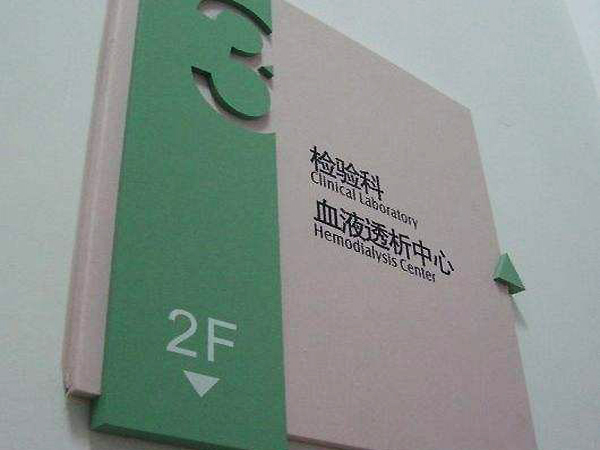 3
检验科
Clinical Laboratory
血液透析中心
Hemodialysis Center
2F